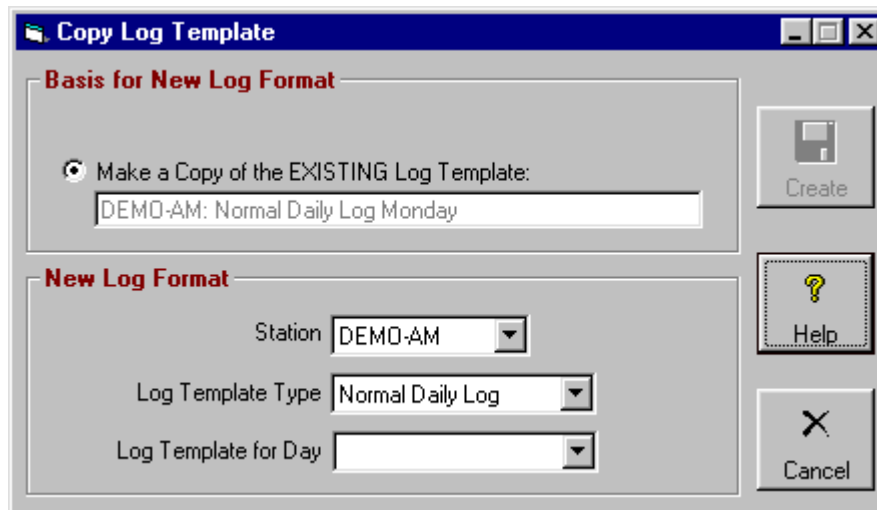 Copy Log Template
Basis for New Log Format
Make a Copy of the EXISTING Log Template:
DEMO-AM: Normal Daily Log Monday
Create
New Log Format
Station DEMO-AM
Help
Log Template Type Normal Daily Log
Log Template for Day
Cancel